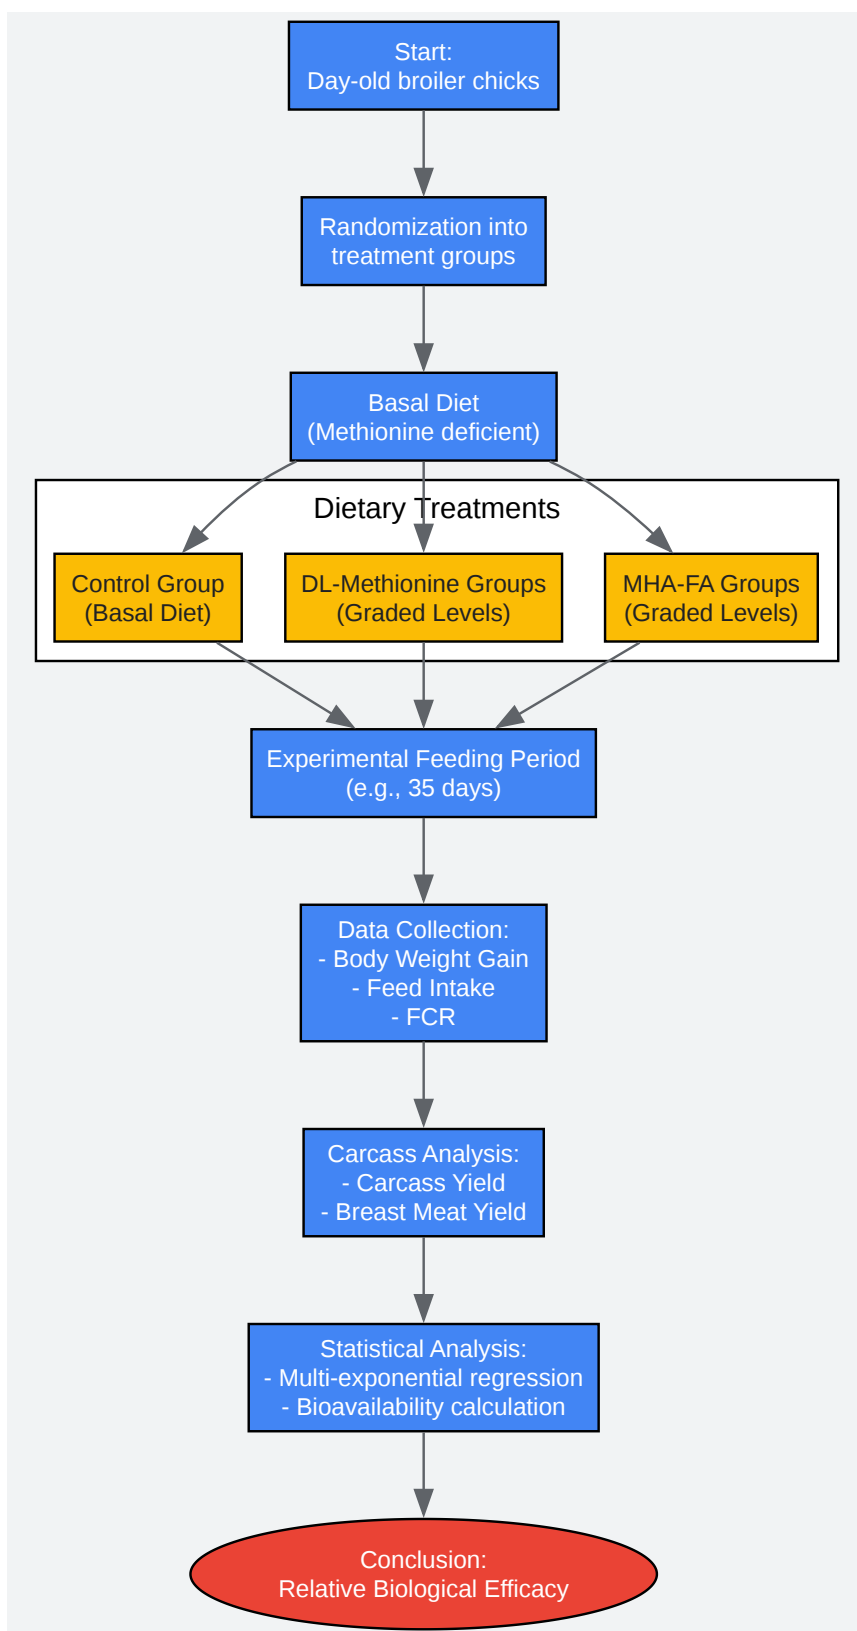 Start:
Day-old broiler chicks
Randomization into
treatment groups
Basal Diet
(Methionine deficient)
Dietary Treatments
Control Group
(Basal Diet)
DL-Methionine Groups
(Graded Levels)
MHA-FA Groups
(Graded Levels)
Experimental Feeding Period
(e.g., 35 days)
Data Collection:
- Body Weight Gain
- Feed Intake
- FCR
Carcass Analysis:
- Carcass Yield
- Breast Meat Yield
Statistical Analysis:
- Multi-exponential regression
- Bioavailability calculation
Conclusion:
Relative Biological Efficacy